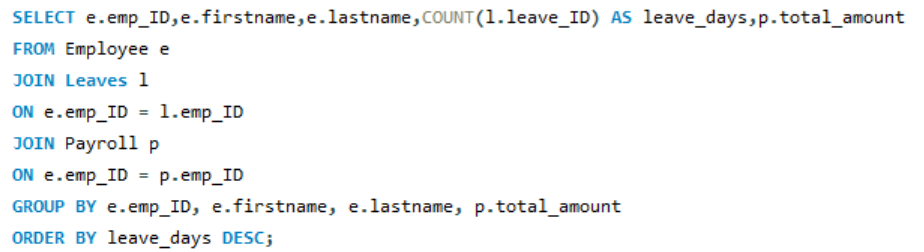 SELECT e.emp_ID,e.firstname,e.lastname,COUNT(l.leave_ID) AS leave_days,p.total_amount
FROM Employee e
JOIN Leaves l
ON e.emp_ID = l.emp_ID
JOIN Payroll p
ON e.emp_ID = p.emp_ID
GROUP BY e.emp_ID, e.firstname, e.lastname, p.total_amount
ORDER BY leave_days DESC;